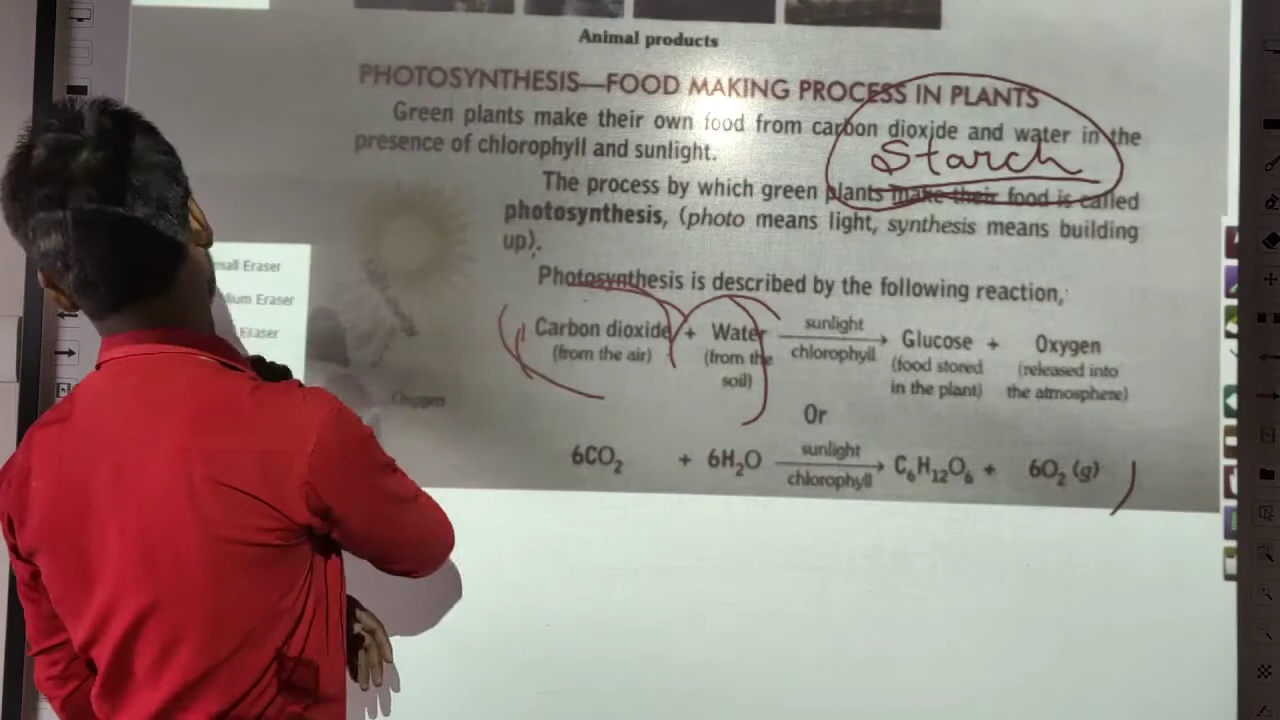 Animal products
PHOTOSYNTHESIS—FOOD MAKING PROCESS IN PLANTS
Green plants make their own food from carbon dioxide and water in the
presence of chlorophyll and sunlight.
Starch
The process by which green plants make their food is called
photosynthesis, (photo means light, synthesis means building
up).
Photosynthesis is described by the following reaction,
Carbon dioxide + Water sunlight chlorophyll → Glucose + Oxygen
(from the air) (from the soil) (food stored in the plant) (released into the atmosphere)
Or
6CO₂ + 6H₂O sunlight chlorophyll → C₆H₁₂O₆ + 6O₂ (g)
Oxygen
Eraser
Eraser
Eraser